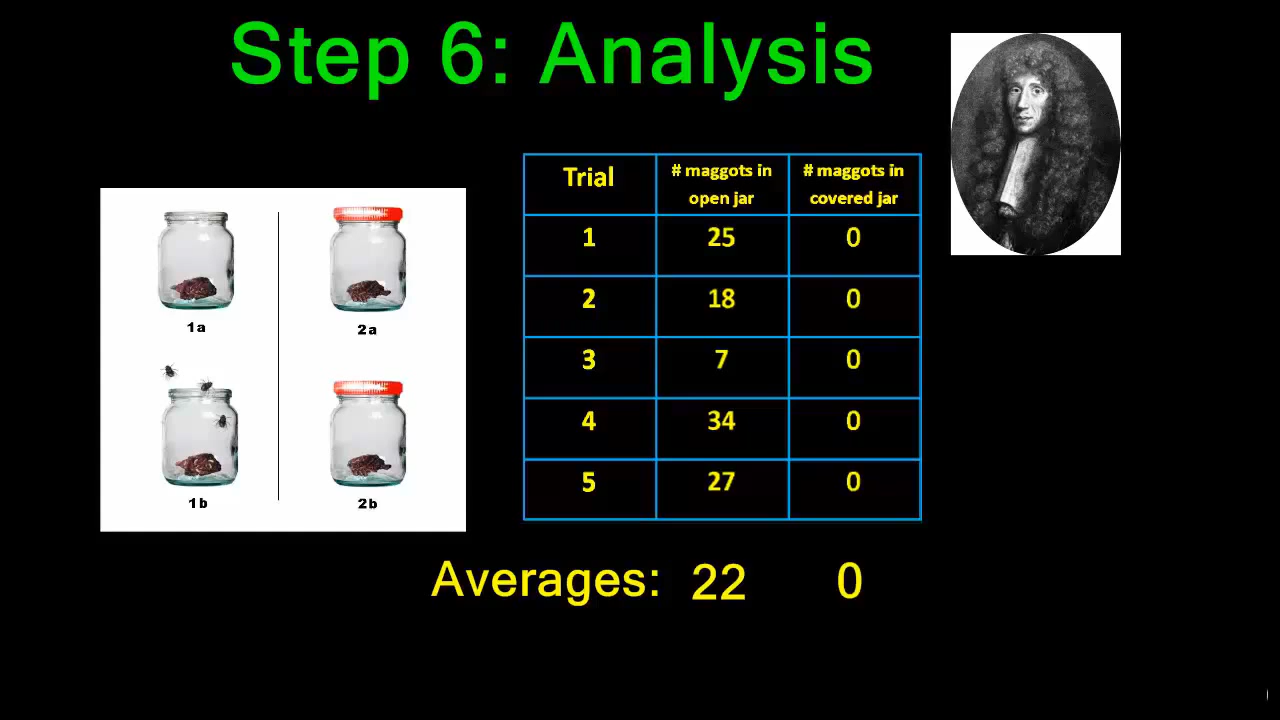 Step 6: Analysis
1a
2a
1b
2b
Trial # maggots in open jar # maggots in covered jar
1 25 0
2 18 0
3 7 0
4 34 0
5 27 0
Averages: 22 0